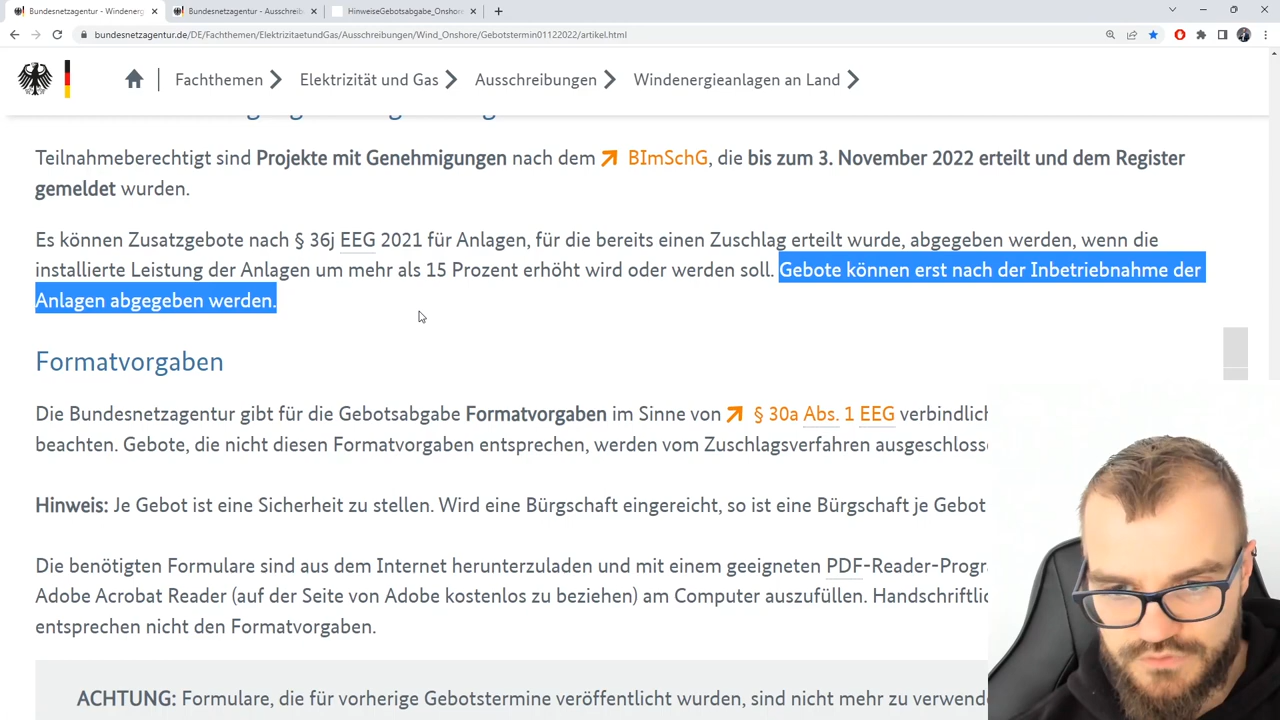 Bundesnetzagentur - Windenerg
Bundesnetzagentur - Ausschreib
HinweiseGebotsabgabe_Onshore
bundesnetzagentur.de/DE/Fachthemen/ElektrizitaetundGas/Ausschreibungen/Wind_Onshore/Gebotstermin01122022/artikel.html
Fachthemen
Elektrizität und Gas
Ausschreibungen
Windenergieanlagen an Land
Teilnahmeberechtigt sind Projekte mit Genehmigungen nach dem BImSchG, die bis zum 3. November 2022 erteilt und dem Register
gemeldet wurden.
Es können Zusatzgebote nach § 36j EEG 2021 für Anlagen, für die bereits einen Zuschlag erteilt wurde, abgegeben werden, wenn die
installierte Leistung der Anlagen um mehr als 15 Prozent erhöht wird oder werden soll. Gebote können erst nach der Inbetriebnahme der
Anlagen abgegeben werden.
Formatvorgaben
Die Bundesnetzagentur gibt für die Gebotsabgabe Formatvorgaben im Sinne von § 30a Abs. 1 EEG verbindlich
beachten. Gebote, die nicht diesen Formatvorgaben entsprechen, werden vom Zuschlagsverfahren ausgeschlosse
Hinweis: Je Gebot ist eine Sicherheit zu stellen. Wird eine Bürgschaft eingereicht, so ist eine Bürgschaft je Gebot
Die benötigten Formulare sind aus dem Internet herunterzuladen und mit einem geeigneten PDF-Reader-Progra
Adobe Acrobat Reader (auf der Seite von Adobe kostenlos zu beziehen) am Computer auszufüllen. Handschriftlic
entsprechen nicht den Formatvorgaben.
ACHTUNG: Formulare, die für vorherige Gebotstermine veröffentlicht wurden, sind nicht mehr zu verwend